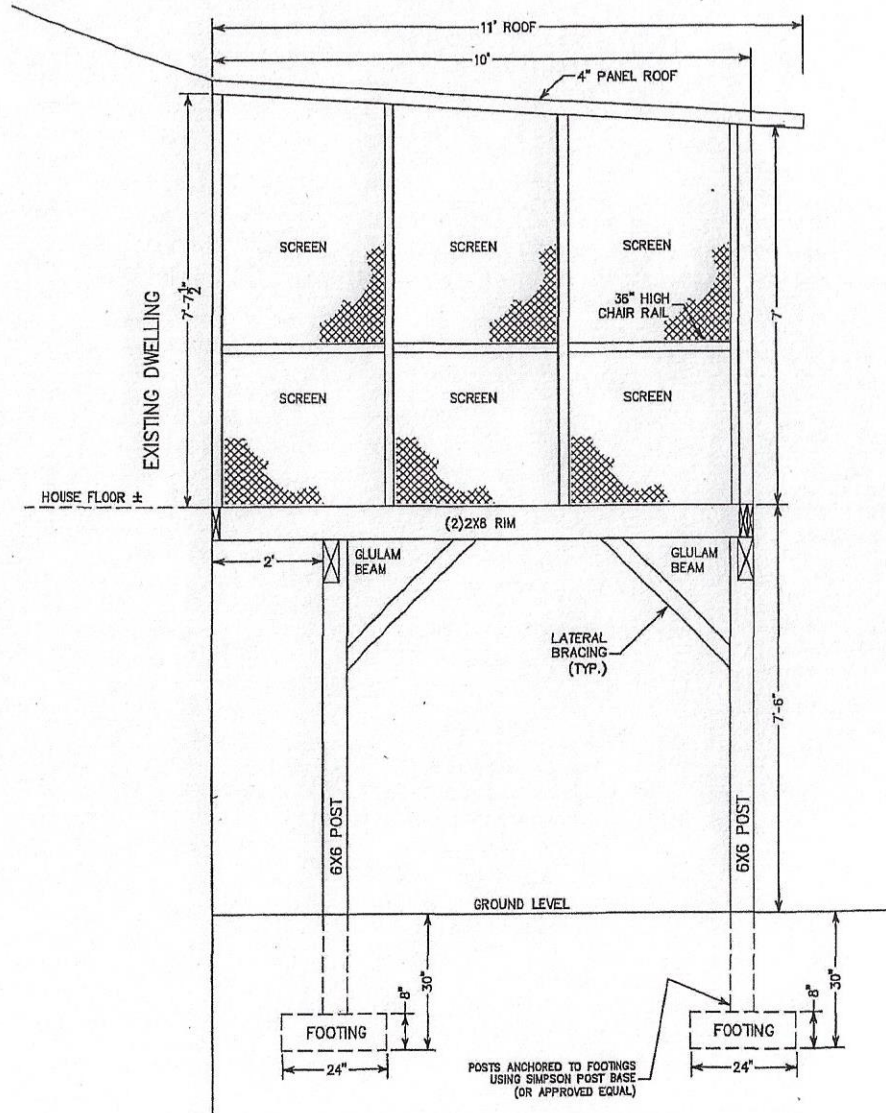 11' ROOF
10'
4" PANEL ROOF
SCREEN
SCREEN
SCREEN
36" HIGH
CHAIR RAIL
7'-7 1/2"
7'
EXISTING DWELLING
SCREEN
SCREEN
SCREEN
HOUSE FLOOR ±
(2)2X8 RIM
2'
GLULAM
BEAM
GLULAM
BEAM
LATERAL
BRACING
(TYP.)
7'-6"
6X6 POST
6X6 POST
GROUND LEVEL
30"
8"
30"
8"
FOOTING
FOOTING
24"
24"
POSTS ANCHORED TO FOOTINGS
USING SIMPSON POST BASE
(OR APPROVED EQUAL)